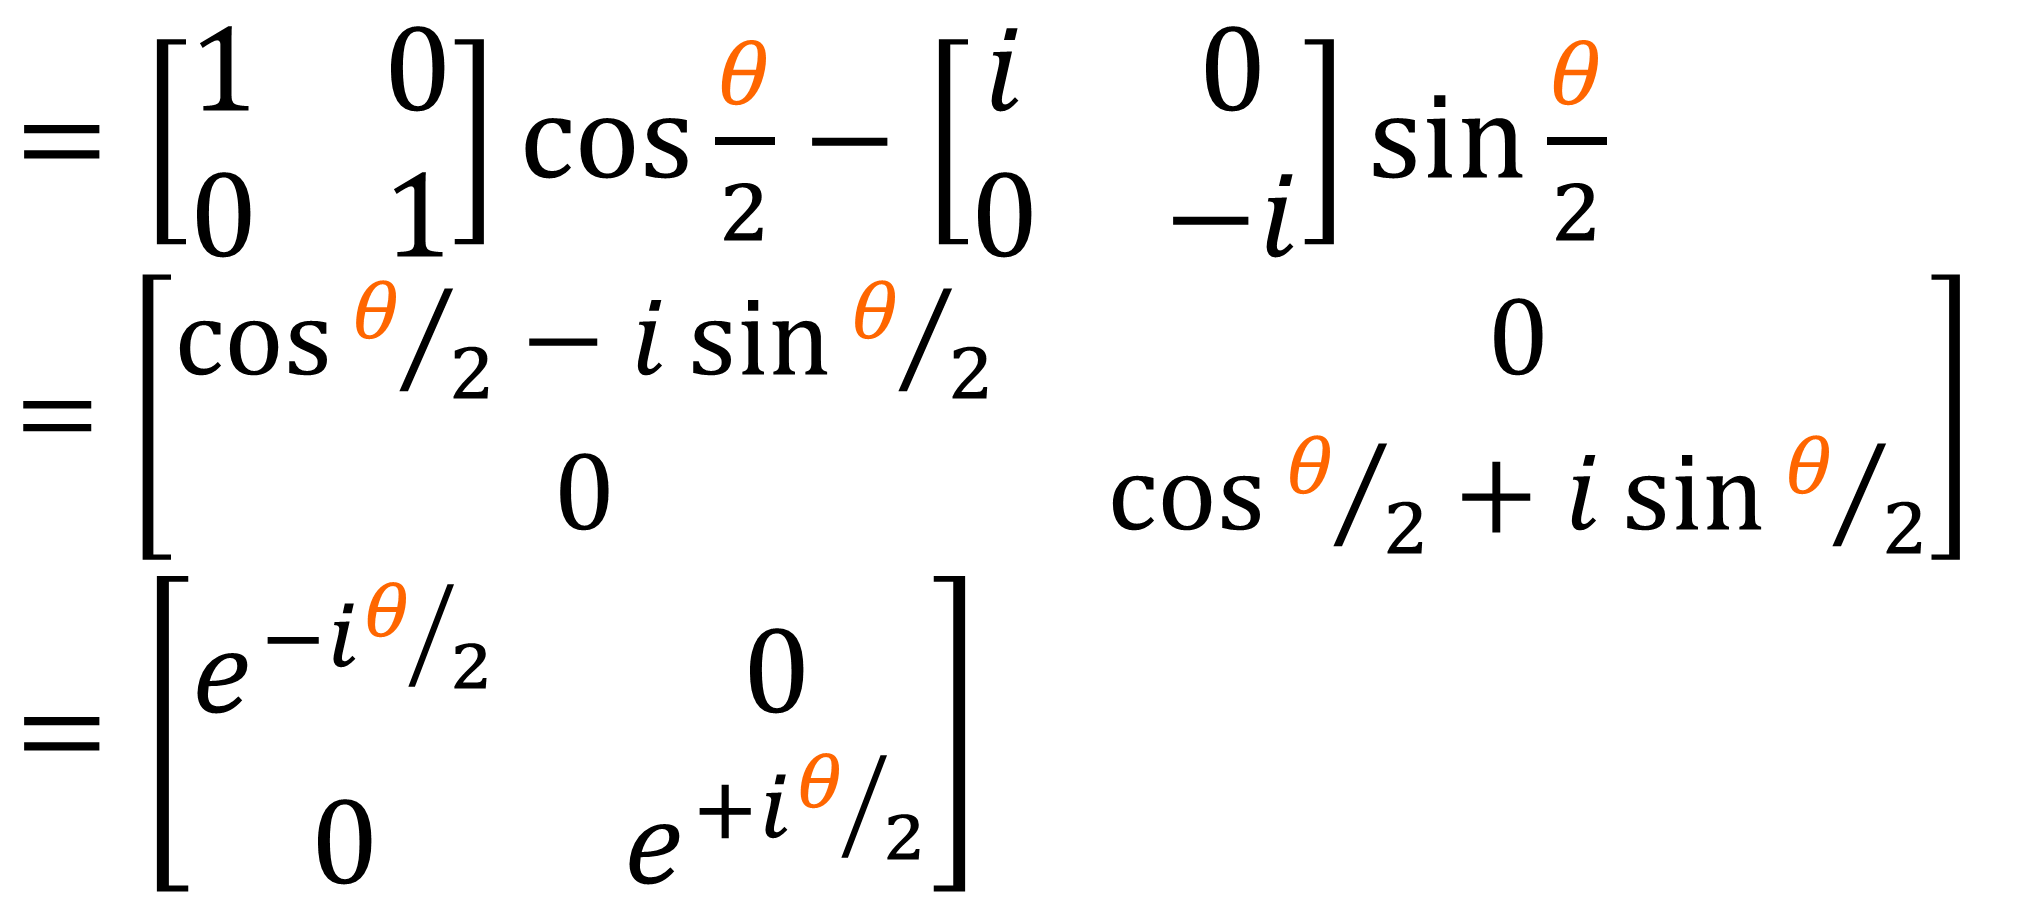 = [1 0; 0 1] cos θ/2 − [i 0; 0 −i] sin θ/2
= [cos θ/2 − i sin θ/2 0; 0 cos θ/2 + i sin θ/2]
= [e^(−iθ/2) 0; 0 e^(+iθ/2)]